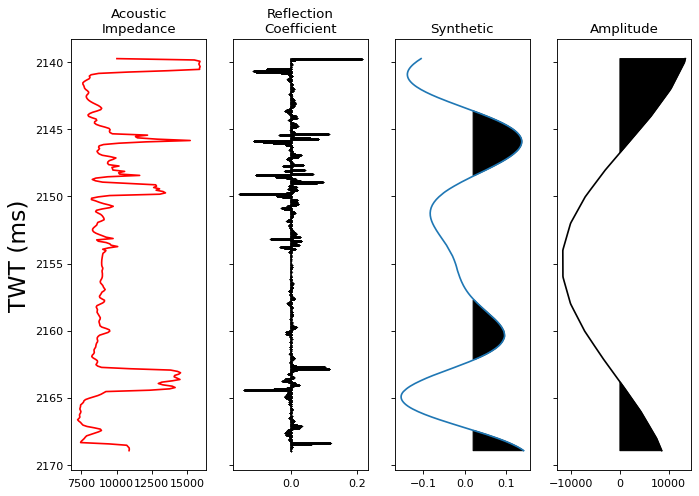 Acoustic
Impedance
Reflection
Coefficient
Synthetic
Amplitude
TWT (ms)
2140
2145
2150
2155
2160
2165
2170
7500 10000 12500 15000
0.0 0.2
−0.1 0.0 0.1
−10000 0 10000